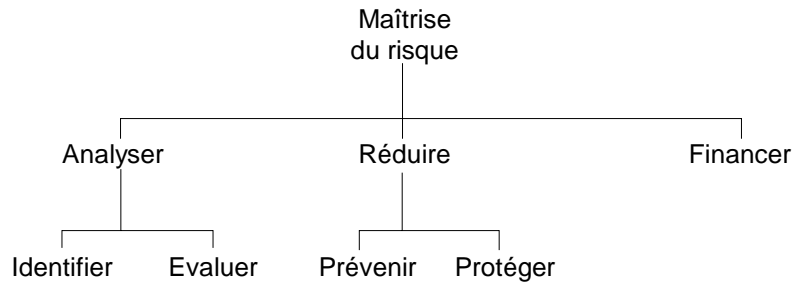 Maîtrise
du risque
Analyser Réduire Financer
Identifier Evaluer Prévenir Protéger